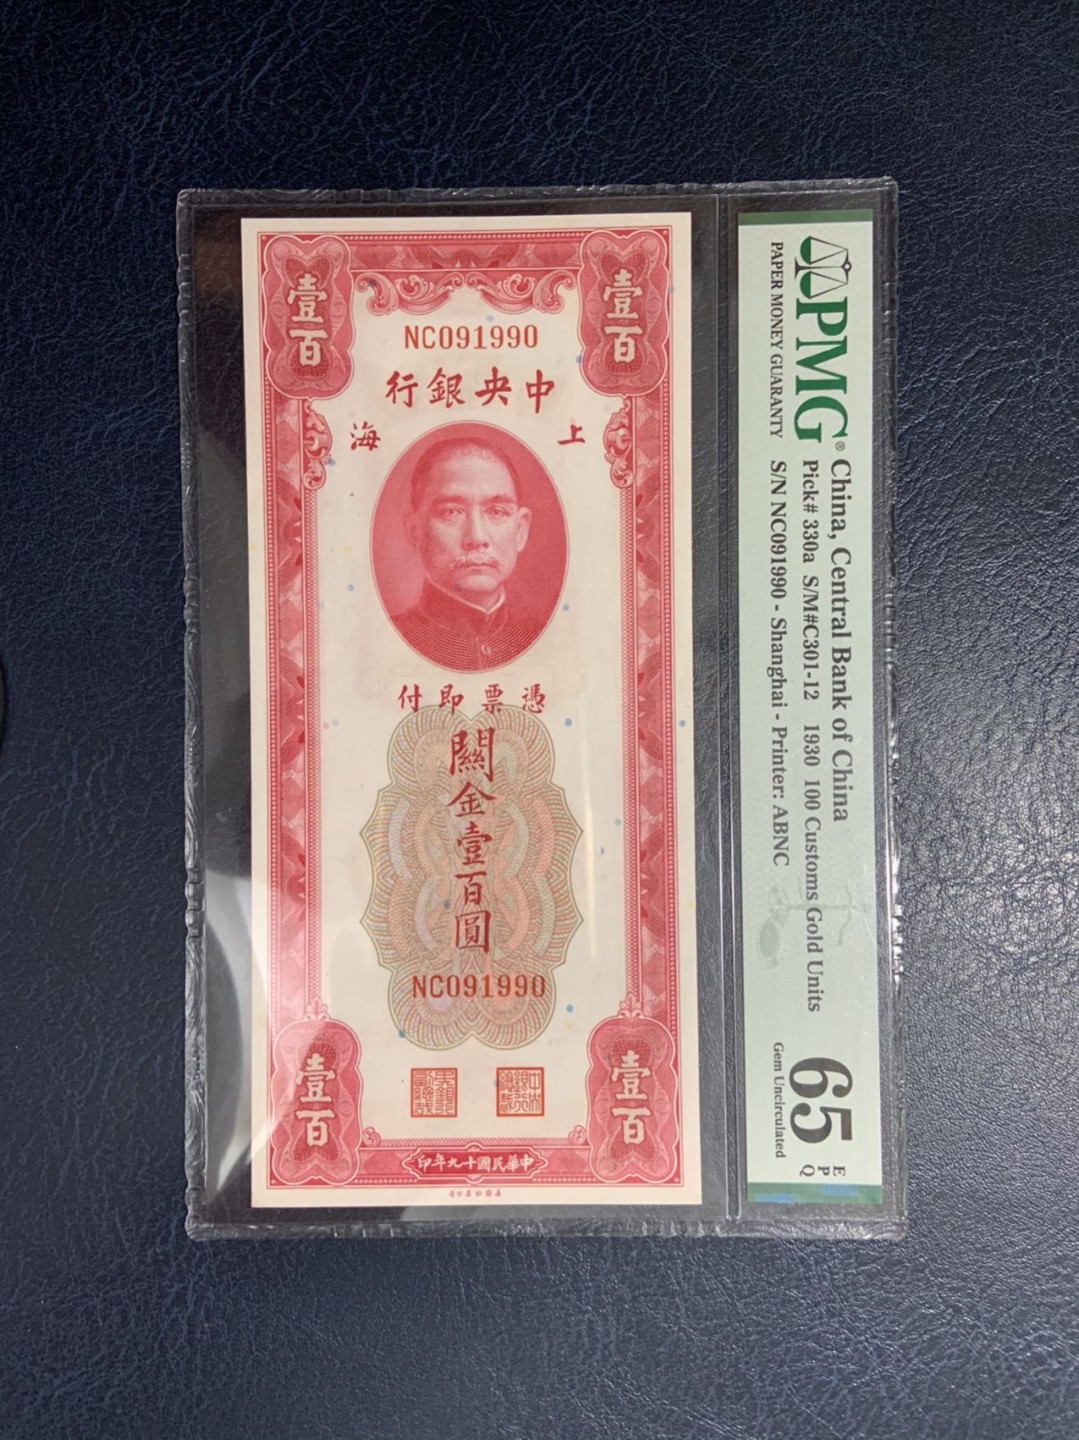 壹百
壹百
NC091990
中央銀行
上海
憑票即付
關金壹百圓
NC091990
壹百
壹百
中華民國十九年印
PMG®
PAPER MONEY GUARANTY
China, Central Bank of China
Pick# 330a S/M#C301-12 1930 100 Customs Gold Units
S/N NC091990 - Shanghai - Printer: ABNC
65
EPQ
Gem Uncirculated